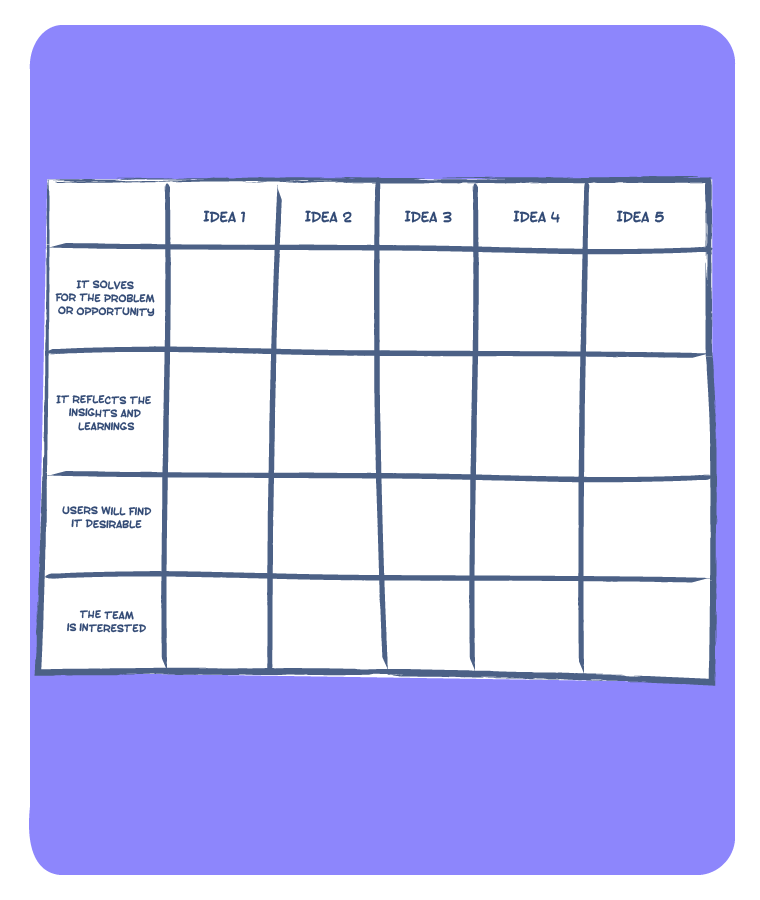 IDEA 1 IDEA 2 IDEA 3 IDEA 4 IDEA 5
IT SOLVES
FOR THE PROBLEM
OR OPPORTUNITY
IT REFLECTS THE
INSIGHTS AND
LEARNINGS
USERS WILL FIND
IT DESIRABLE
THE TEAM
IS INTERESTED